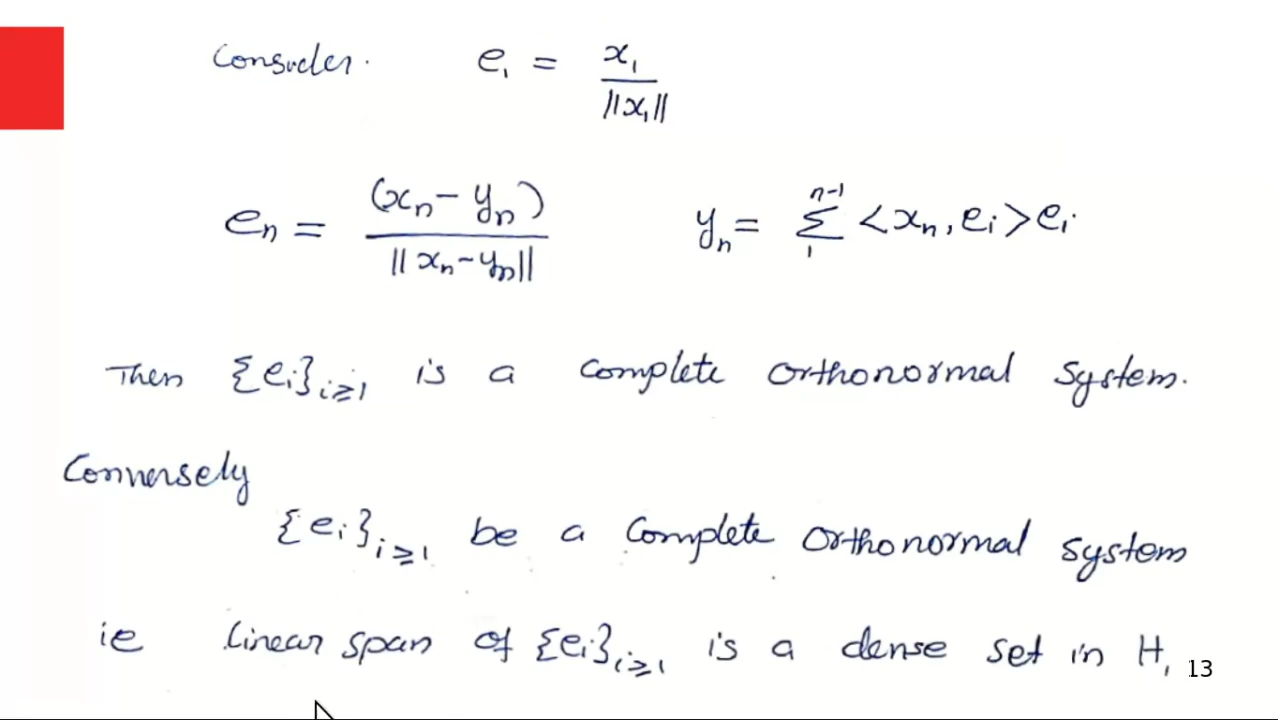 Consider. e₁ = x₁ / ||x₁||
eₙ = (xₙ - yₙ) / ||xₙ - yₙ|| yₙ = Σ₁ⁿ⁻¹ <xₙ, eᵢ> eᵢ
Then {eᵢ}ᵢ≥₁ is a complete orthonormal system.
Conversely
{eᵢ}ᵢ≥₁ be a complete orthonormal system
ie linear span of {eᵢ}ᵢ≥₁ is a dense set in H,
13